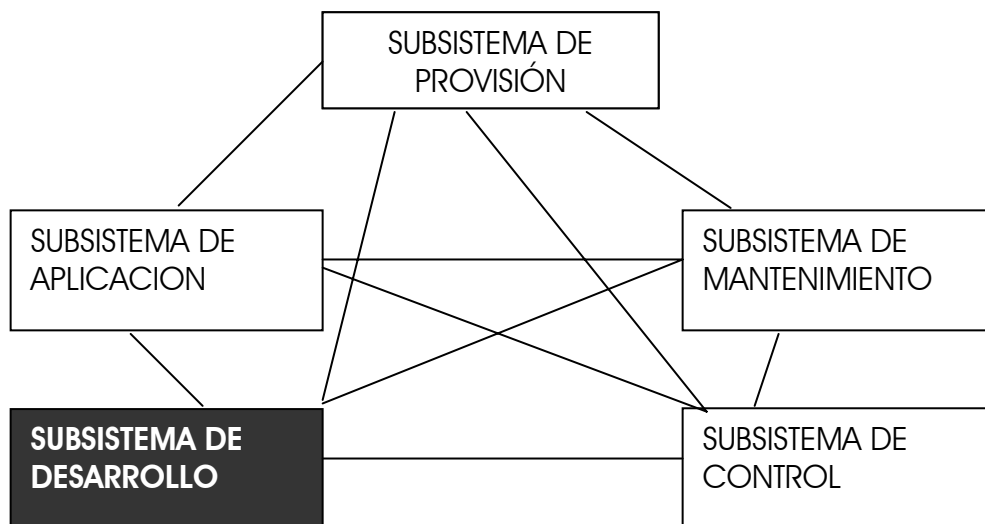 SUBSISTEMA DE
PROVISIÓN
SUBSISTEMA DE
APLICACION
SUBSISTEMA DE
MANTENIMIENTO
SUBSISTEMA DE
DESARROLLO
SUBSISTEMA DE
CONTROL